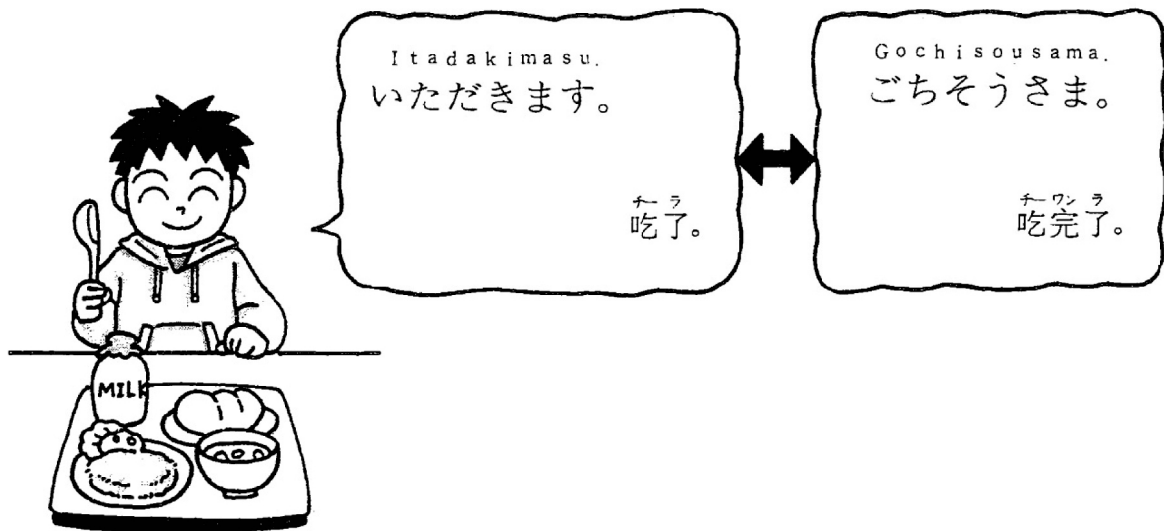 Itadakimasu.
いただきます。
チー ラ
吃了。
Gochisousama.
ごちそうさま。
チー ワン ラ
吃完了。
MILK